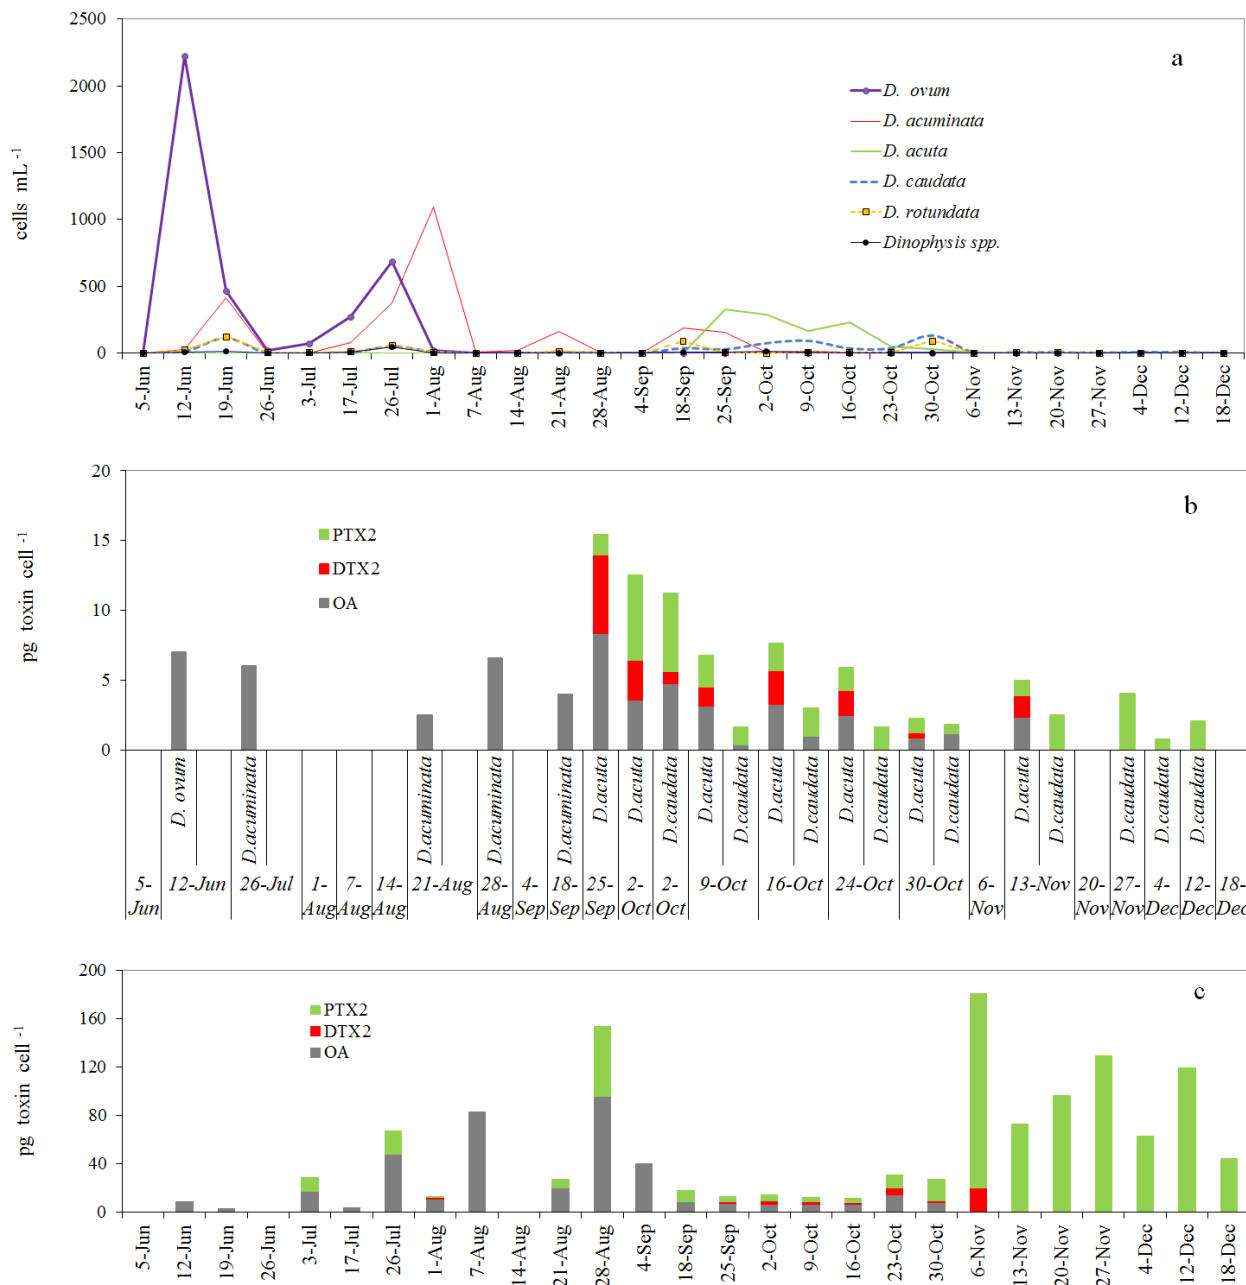 a
2500
2000
1500
1000
500
0
cells mL -1
D. ovum
D. acuminata
D. acuta
D. caudata
D. rotundata
Dinophysis spp.
5-Jun 12-Jun 19-Jun 26-Jun 3-Jul 17-Jul 26-Jul 1-Aug 7-Aug 14-Aug 21-Aug 28-Aug 4-Sep 18-Sep 25-Sep 2-Oct 9-Oct 16-Oct 23-Oct 30-Oct 6-Nov 13-Nov 20-Nov 27-Nov 4-Dec 12-Dec 18-Dec
b
20
15
10
5
0
pg toxin cell -1
PTX2
DTX2
OA
D. ovum D.acuminata D.acuminata D.acuminata D.acuminata D.acuta D.acuta D.caudata D.acuta D.caudata D.acuta D.caudata D.acuta D.caudata D.acuta D.caudata D.acuta D.caudata D.caudata D.caudata D.caudata
5-Jun 12-Jun 26-Jul 1-Aug 7-Aug 14-Aug 21-Aug 28-Aug 4-Sep 18-Sep 25-Sep 2-Oct 2-Oct 9-Oct 16-Oct 24-Oct 30-Oct 6-Nov 13-Nov 20-Nov 27-Nov 4-Dec 12-Dec 18-Dec
c
200
160
120
80
40
0
pg toxin cell -1
PTX2
DTX2
OA
5-Jun 12-Jun 19-Jun 26-Jun 3-Jul 17-Jul 26-Jul 1-Aug 7-Aug 14-Aug 21-Aug 28-Aug 4-Sep 18-Sep 25-Sep 2-Oct 9-Oct 16-Oct 23-Oct 30-Oct 6-Nov 13-Nov 20-Nov 27-Nov 4-Dec 12-Dec 18-Dec